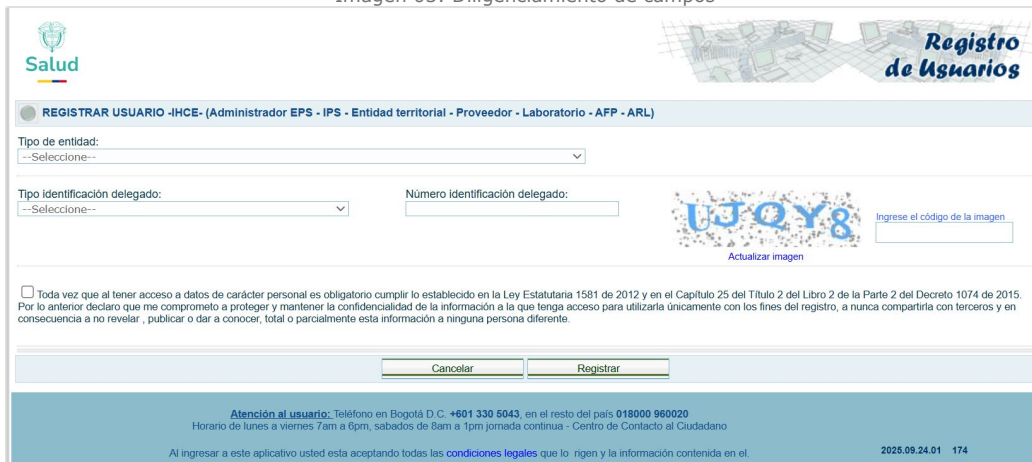 Imagen 03. Diligenciamiento de campos
Salud
Registro
de Usuarios
REGISTRAR USUARIO -IHCE- (Administrador EPS - IPS - Entidad territorial - Proveedor - Laboratorio - AFP - ARL)
Tipo de entidad:
--Seleccione--
Tipo identificación delegado:
Número identificación delegado:
--Seleccione--
UJQY8
Ingrese el código de la imagen
Actualizar imagen
Toda vez que al tener acceso a datos de carácter personal es obligatorio cumplir lo establecido en la Ley Estatutaria 1581 de 2012 y en el Capítulo 25 del Título 2 del Libro 2 de la Parte 2 del Decreto 1074 de 2015.
Por lo anterior declaro que me comprometo a proteger y mantener la confidencialidad de la información a la que tenga acceso para utilizarla únicamente con los fines del registro, a nunca compartirla con terceros y en
consecuencia a no revelar , publicar o dar a conocer, total o parcialmente esta información a ninguna persona diferente.
Cancelar
Registrar
Atención al usuario: Teléfono en Bogotá D.C. +601 330 5043, en el resto del país 018000 960020
Horario de lunes a viernes 7am a 6pm, sabados de 8am a 1pm jornada continua - Centro de Contacto al Ciudadano
Al ingresar a este aplicativo usted esta aceptando todas las condiciones legales que lo rigen y la información contenida en el.
2025.09.24.01 174